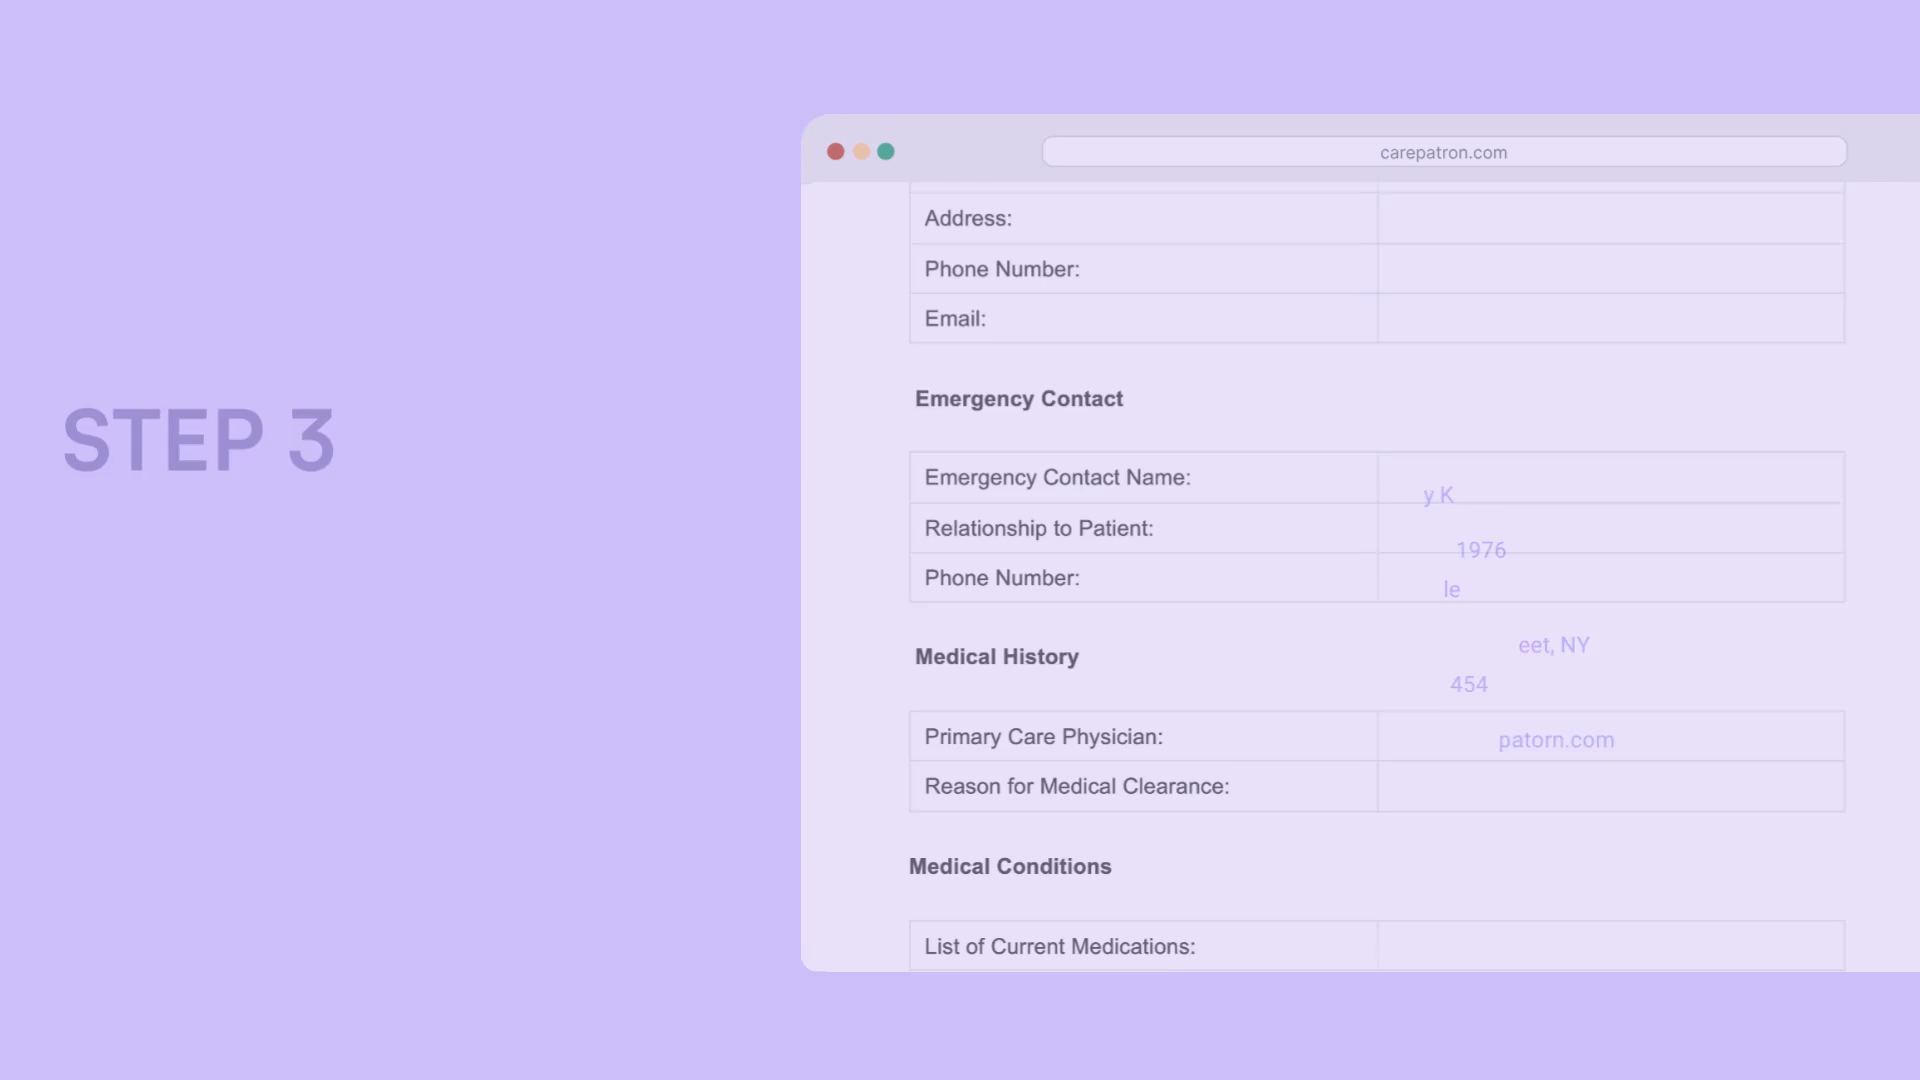 carepatron.com
Address:
Phone Number:
Email:
STEP 3
Emergency Contact
Emergency Contact Name:
y K
Relationship to Patient:
1976
Phone Number:
le
eet, NY
Medical History
454
Primary Care Physician:
patorn.com
Reason for Medical Clearance:
Medical Conditions
List of Current Medications: